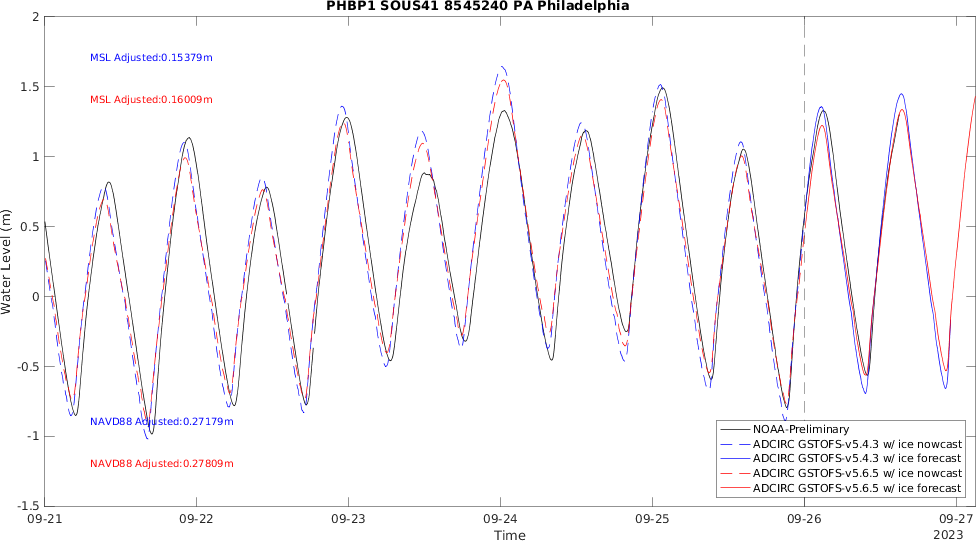 PHBP1 SOUS41 8545240 PA Philadelphia
2
1.5
1
0.5
0
-0.5
-1
-1.5
Water Level (m)
MSL Adjusted:0.15379m
MSL Adjusted:0.16009m
NAVD88 Adjusted:0.27179m
NAVD88 Adjusted:0.27809m
NOAA-Preliminary
ADCIRC GSTOFS-v5.4.3 w/ ice nowcast
ADCIRC GSTOFS-v5.4.3 w/ ice forecast
ADCIRC GSTOFS-v5.6.5 w/ ice nowcast
ADCIRC GSTOFS-v5.6.5 w/ ice forecast
09-21 09-22 09-23 09-24 09-25 09-26 09-27
Time
2023